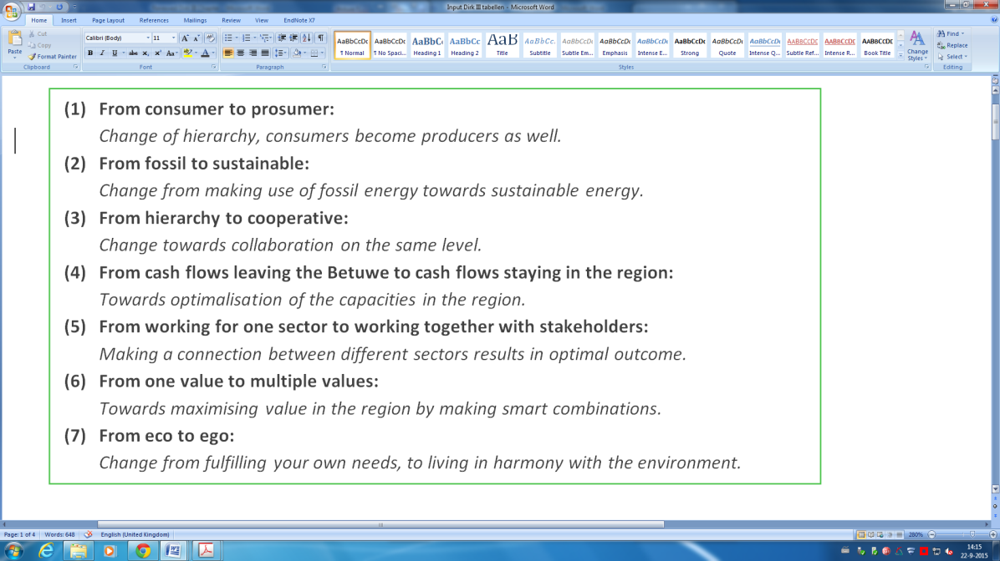 Input Dirk III tabellen - Microsoft Word
Home Insert Page Layout References Mailings Review View EndNote X7
Paste
Cut
Copy
Format Painter
Clipboard
Calibri (Body) 11
Font
Paragraph
AaBbCcDc AaBbCcDc AaBbC AaBbCc AaB AaBbCc. AaBbCcDc AaBbCcDc AaBbCcDc AaBbCcDc AaBbCcDc AaBbCcDc AABBCCDC AABBCCDC AABBCCDC
¶ Normal ¶ No Spaci... Heading 1 Heading 2 Title Subtitle Subtle Em... Emphasis Intense E... Strong Quote Intense Q... Subtle Ref... Intense R... Book Title
Change Styles
Styles
Find
Replace
Select
Editing
(1) From consumer to prosumer:
Change of hierarchy, consumers become producers as well.
(2) From fossil to sustainable:
Change from making use of fossil energy towards sustainable energy.
(3) From hierarchy to cooperative:
Change towards collaboration on the same level.
(4) From cash flows leaving the Betuwe to cash flows staying in the region:
Towards optimalisation of the capacities in the region.
(5) From working for one sector to working together with stakeholders:
Making a connection between different sectors results in optimal outcome.
(6) From one value to multiple values:
Towards maximising value in the region by making smart combinations.
(7) From eco to ego:
Change from fulfilling your own needs, to living in harmony with the environment.
Page: 1 of 4 Words: 648 English (United Kingdom) 280%
14:15
22-9-2015